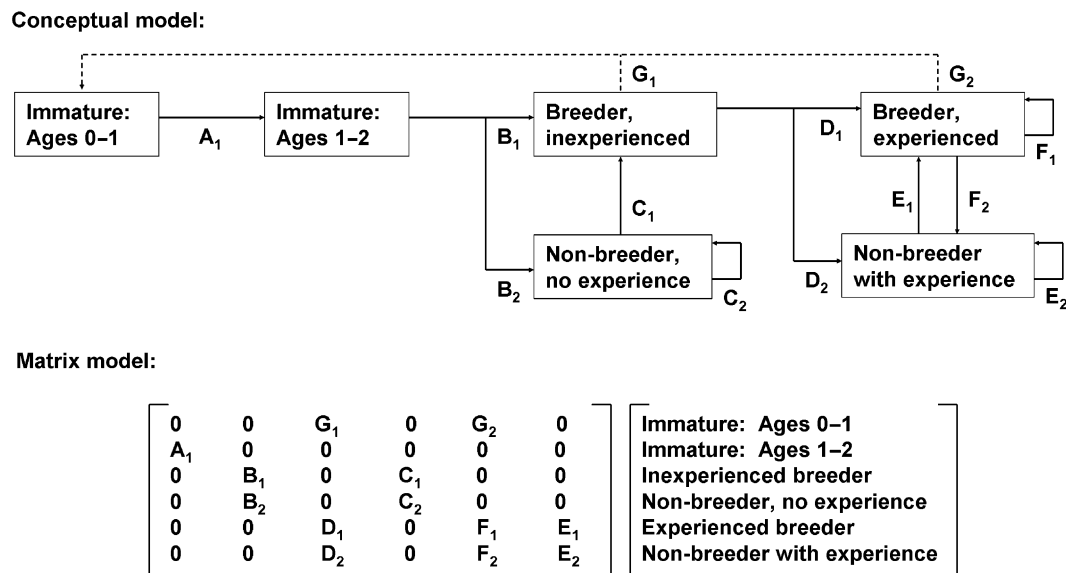 Conceptual model:
G₁ G₂
Immature: Immature: Breeder, Breeder,
Ages 0–1 A₁ Ages 1–2 B₁ inexperienced D₁ experienced F₁
C₁ E₁ F₂
Non-breeder, Non-breeder
B₂ no experience C₂ D₂ with experience E₂
Matrix model:
0 0 G₁ 0 G₂ 0 Immature: Ages 0–1
A₁ 0 0 0 0 0 Immature: Ages 1–2
0 B₁ 0 C₁ 0 0 Inexperienced breeder
0 B₂ 0 C₂ 0 0 Non-breeder, no experience
0 0 D₁ 0 F₁ E₁ Experienced breeder
0 0 D₂ 0 F₂ E₂ Non-breeder with experience